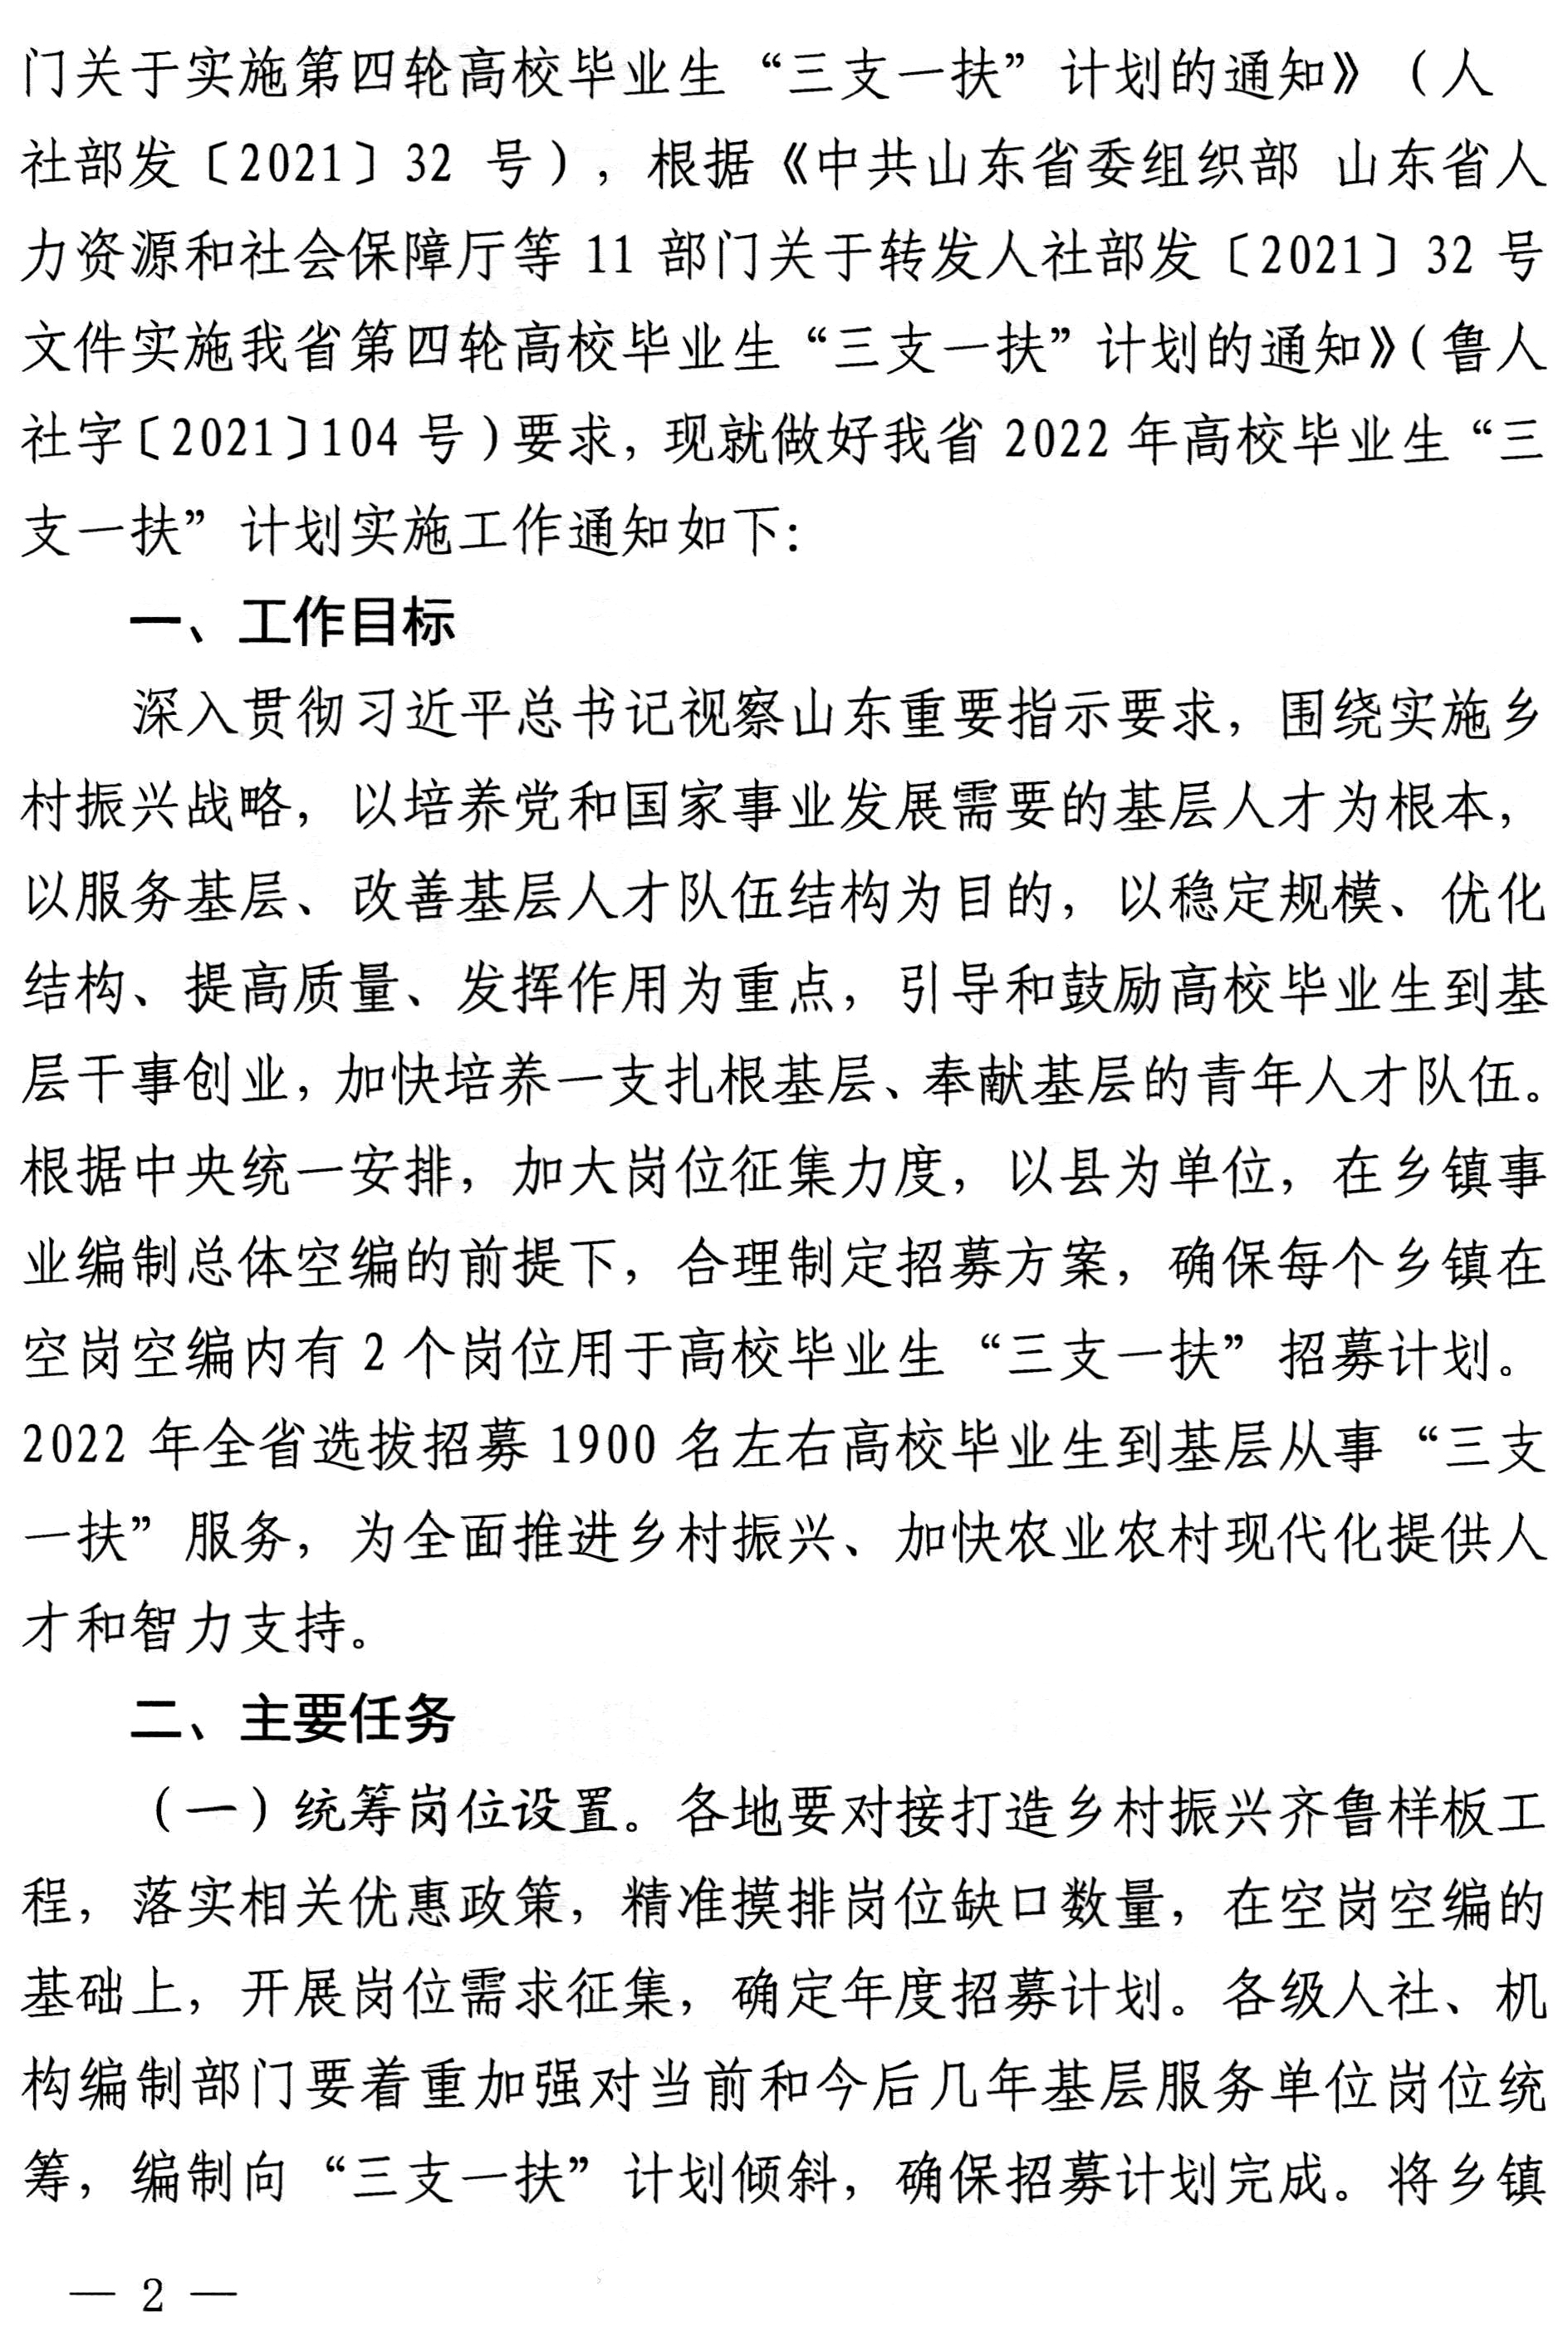 门关于实施第四轮高校毕业生“三支一扶”计划的通知》（人
社部发〔2021〕32 号），根据《中共山东省委组织部 山东省人
力资源和社会保障厅等 11 部门关于转发人社部发〔2021〕32 号
文件实施我省第四轮高校毕业生“三支一扶”计划的通知》（鲁人
社字〔2021〕104 号）要求，现就做好我省 2022 年高校毕业生“三
支一扶”计划实施工作通知如下：
一、工作目标
深入贯彻习近平总书记视察山东重要指示要求，围绕实施乡
村振兴战略，以培养党和国家事业发展需要的基层人才为根本，
以服务基层、改善基层人才队伍结构为目的，以稳定规模、优化
结构、提高质量、发挥作用为重点，引导和鼓励高校毕业生到基
层干事创业，加快培养一支扎根基层、奉献基层的青年人才队伍。
根据中央统一安排，加大岗位征集力度，以县为单位，在乡镇事
业编制总体空编的前提下，合理制定招募方案，确保每个乡镇在
空岗空编内有 2 个岗位用于高校毕业生“三支一扶”招募计划。
2022 年全省选拔招募 1900 名左右高校毕业生到基层从事“三支
一扶”服务，为全面推进乡村振兴、加快农业农村现代化提供人
才和智力支持。
二、主要任务
（一）统筹岗位设置。各地要对接打造乡村振兴齐鲁样板工
程，落实相关优惠政策，精准摸排岗位缺口数量，在空岗空编的
基础上，开展岗位需求征集，确定年度招募计划。各级人社、机
构编制部门要着重加强对当前和今后几年基层服务单位岗位统
筹，编制向“三支一扶”计划倾斜，确保招募计划完成。将乡镇
— 2 —